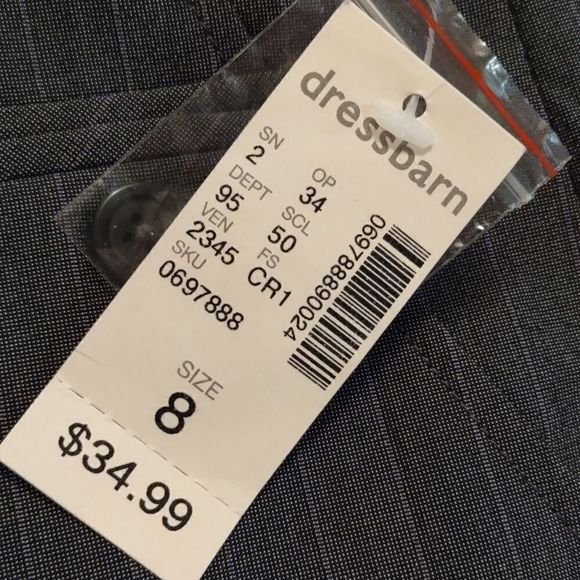 dressbarn
SN OP
2 34
DEPT SCL
95 50
VEN FS
2345 CR1
SKU
0697888
069788890024
SIZE
8
$34.99